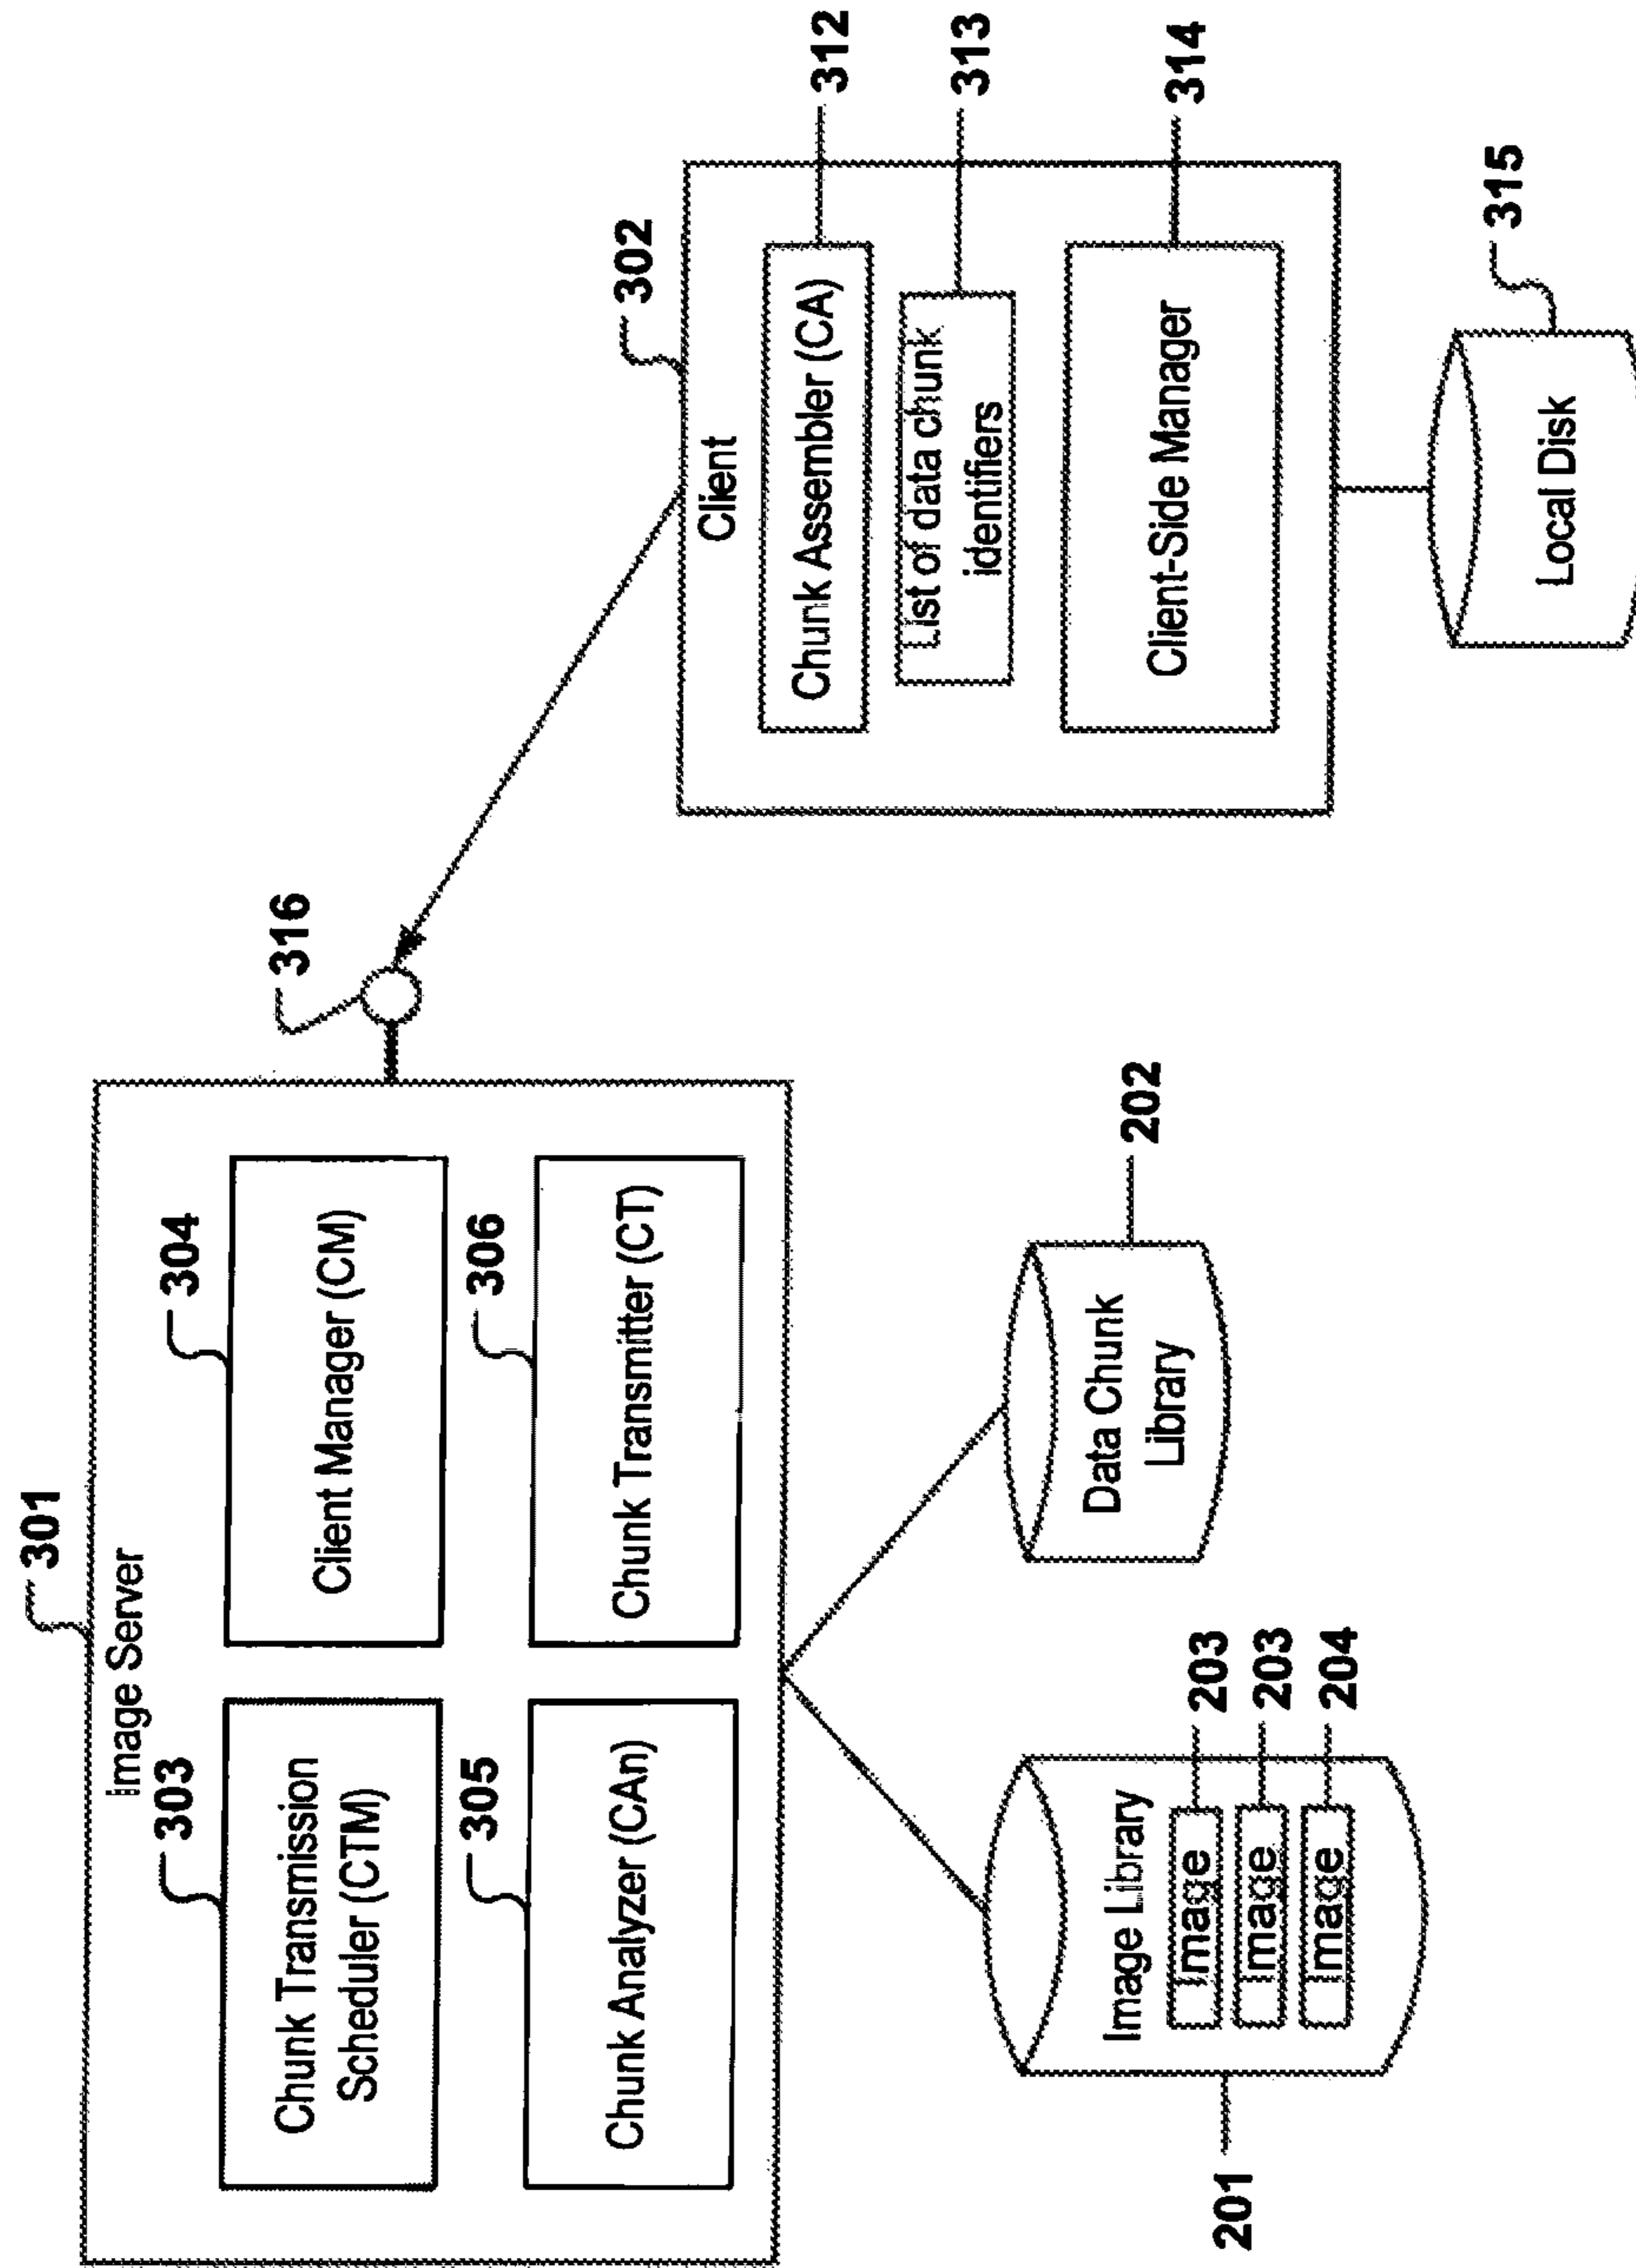 301
Image Server
303
Chunk Transmission
Scheduler (CTM)
304
Client Manager (CM)
305
Chunk Analyzer (CAn)
306
Chunk Transmitter (CT)
316
201
Image Library
Image
203
Image
203
Image
204
Data Chunk
Library
202
302
Client
Chunk Assembler (CA)
312
List of data chunk
identifiers
313
Client-Side Manager
314
Local Disk
315